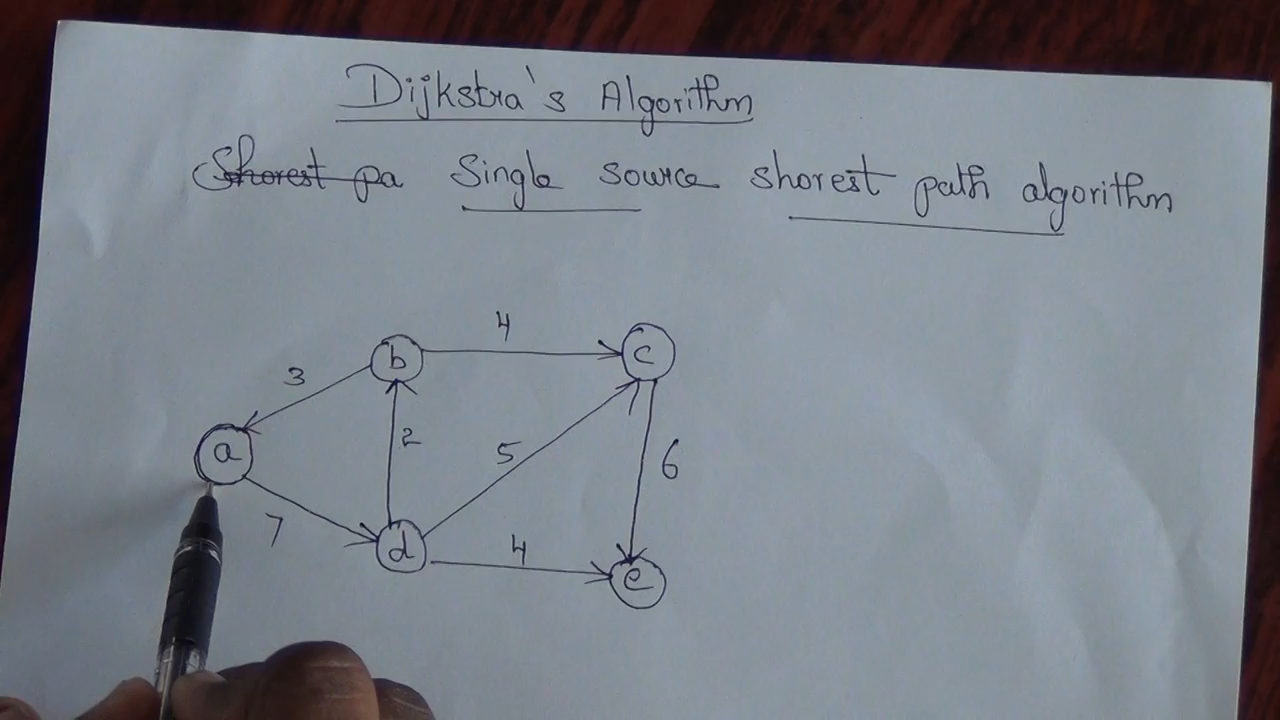 Dijkstra's Algorithm
Shorest pa Single source shorest path algorithm
4
b
c
3
2
5
6
a
7
d
4
e